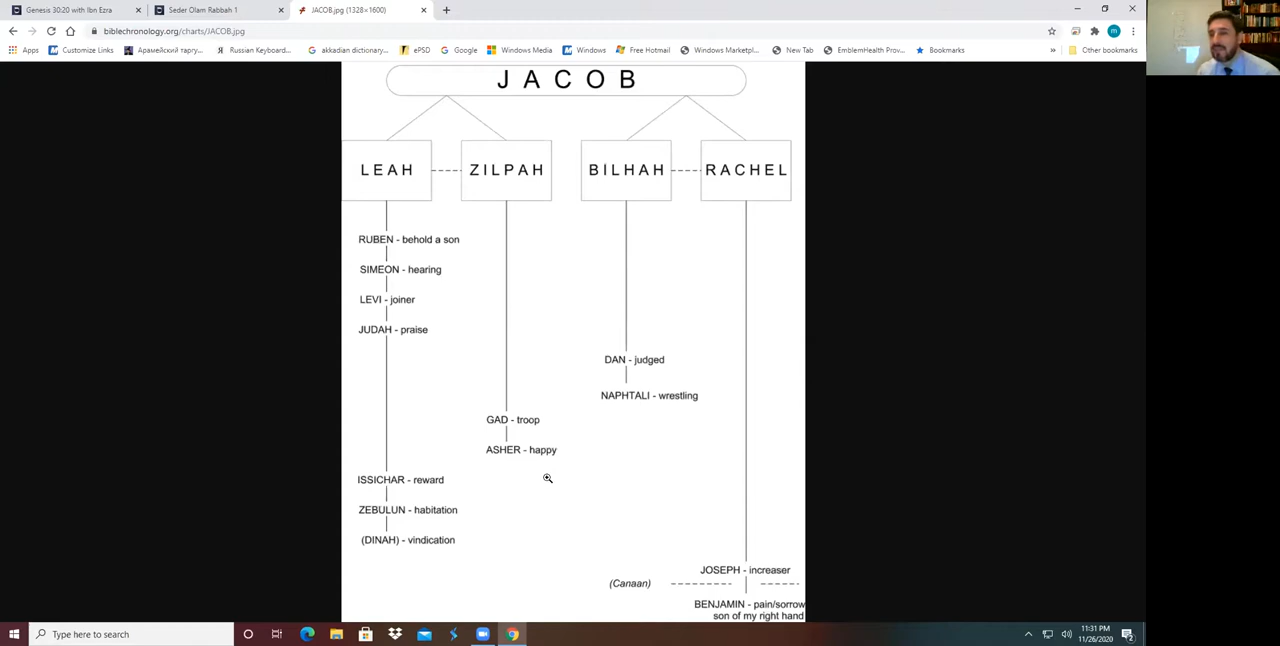 Genesis 30:20 with Ibn Ezra
Seder Olam Rabbah 1
JACOB.jpg (1328×1600)
biblechronology.org/charts/JACOB.jpg
m
Apps
Customize Links
Арамейский гарту...
Russian Keyboard...
akkadian dictionary...
ePSD
Google
Windows Media
Windows
Free Hotmail
Windows Marketpl...
New Tab
EmblemHealth Prov...
Bookmarks
»
Other bookmarks
JACOB
LEAH
ZILPAH
BILHAH
RACHEL
RUBEN - behold a son
SIMEON - hearing
LEVI - joiner
JUDAH - praise
DAN - judged
NAPHTALI - wrestling
GAD - troop
ASHER - happy
ISSICHAR - reward
ZEBULUN - habitation
(DINAH) - vindication
JOSEPH - increaser
(Canaan)
BENJAMIN - pain/sorrow
son of my right hand
Type here to search
11:31 PM
11/26/2020
2